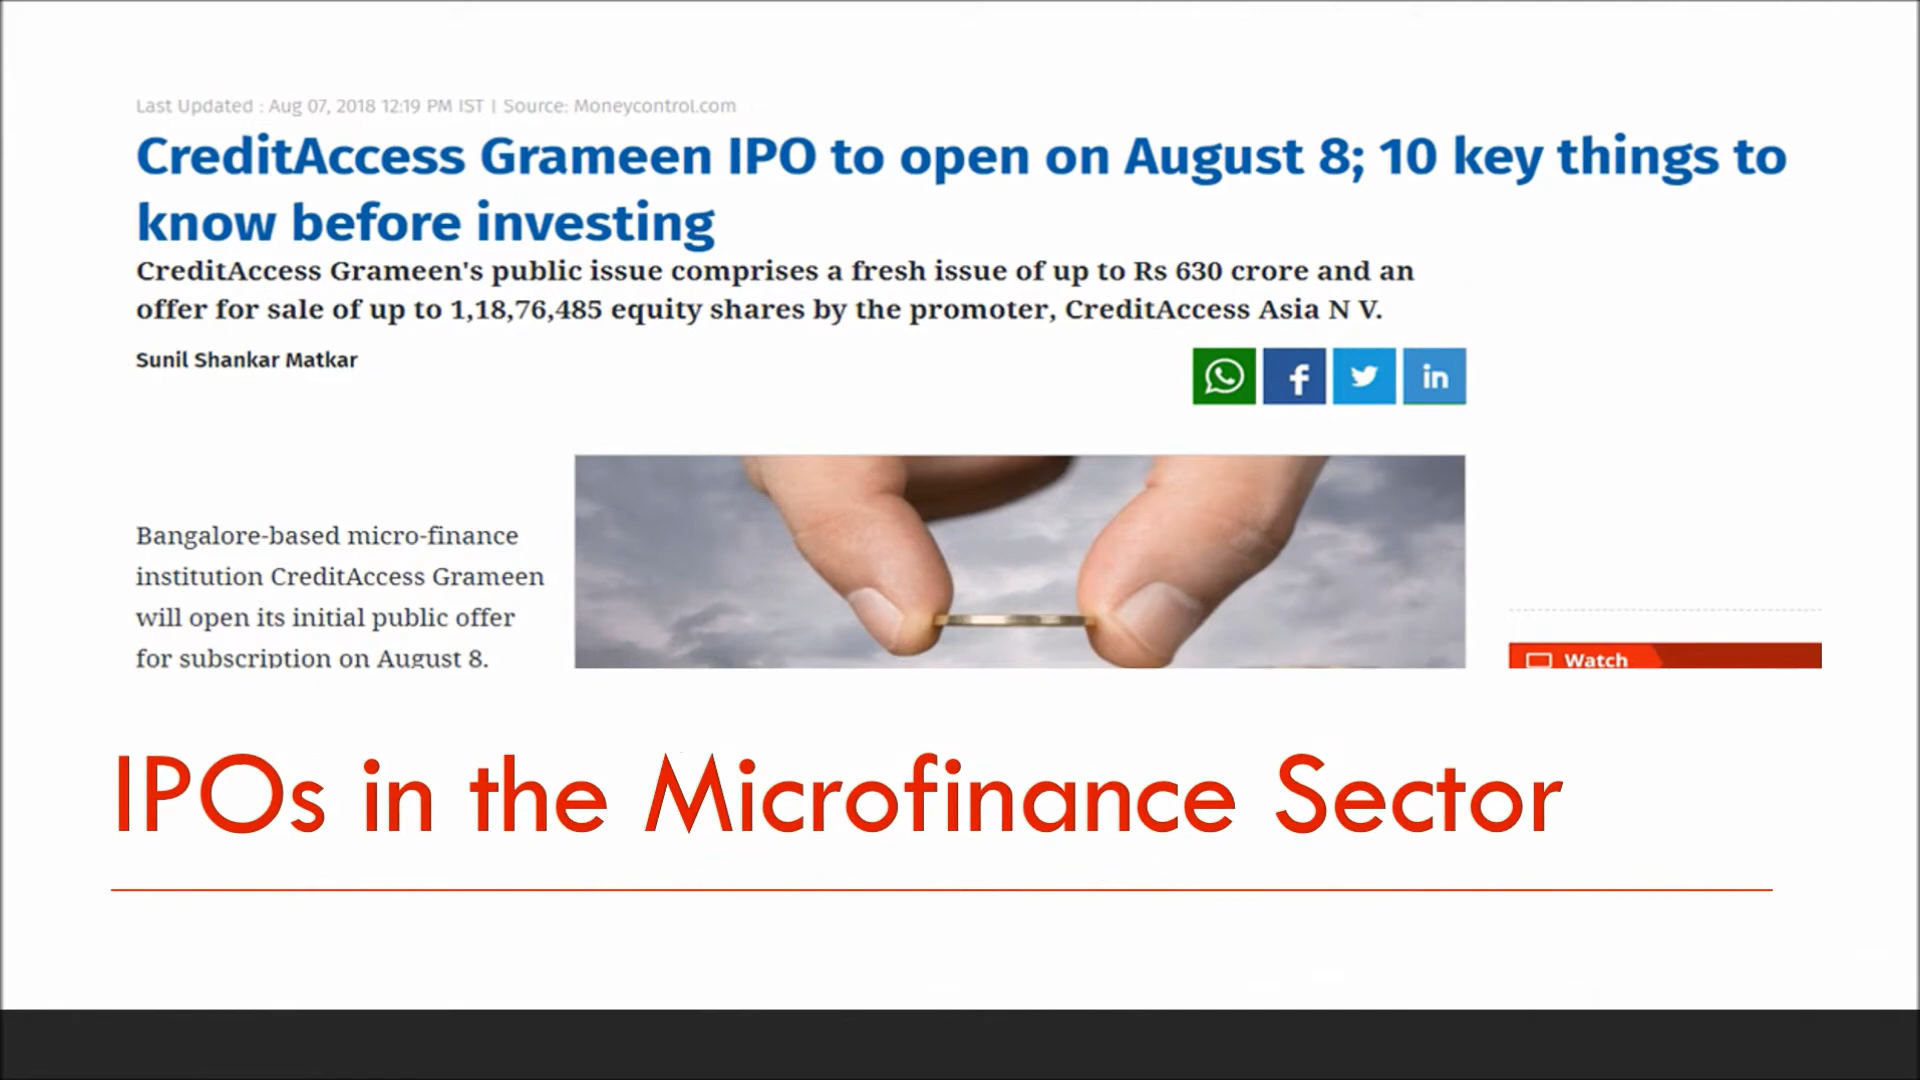 Last Updated : Aug 07, 2018 12:19 PM IST | Source: Moneycontrol.com
CreditAccess Grameen IPO to open on August 8; 10 key things to
know before investing
CreditAccess Grameen's public issue comprises a fresh issue of up to Rs 630 crore and an
offer for sale of up to 1,18,76,485 equity shares by the promoter, CreditAccess Asia N V.
Sunil Shankar Matkar
Bangalore-based micro-finance
institution CreditAccess Grameen
will open its initial public offer
for subscription on August 8.
Watch
IPOs in the Microfinance Sector